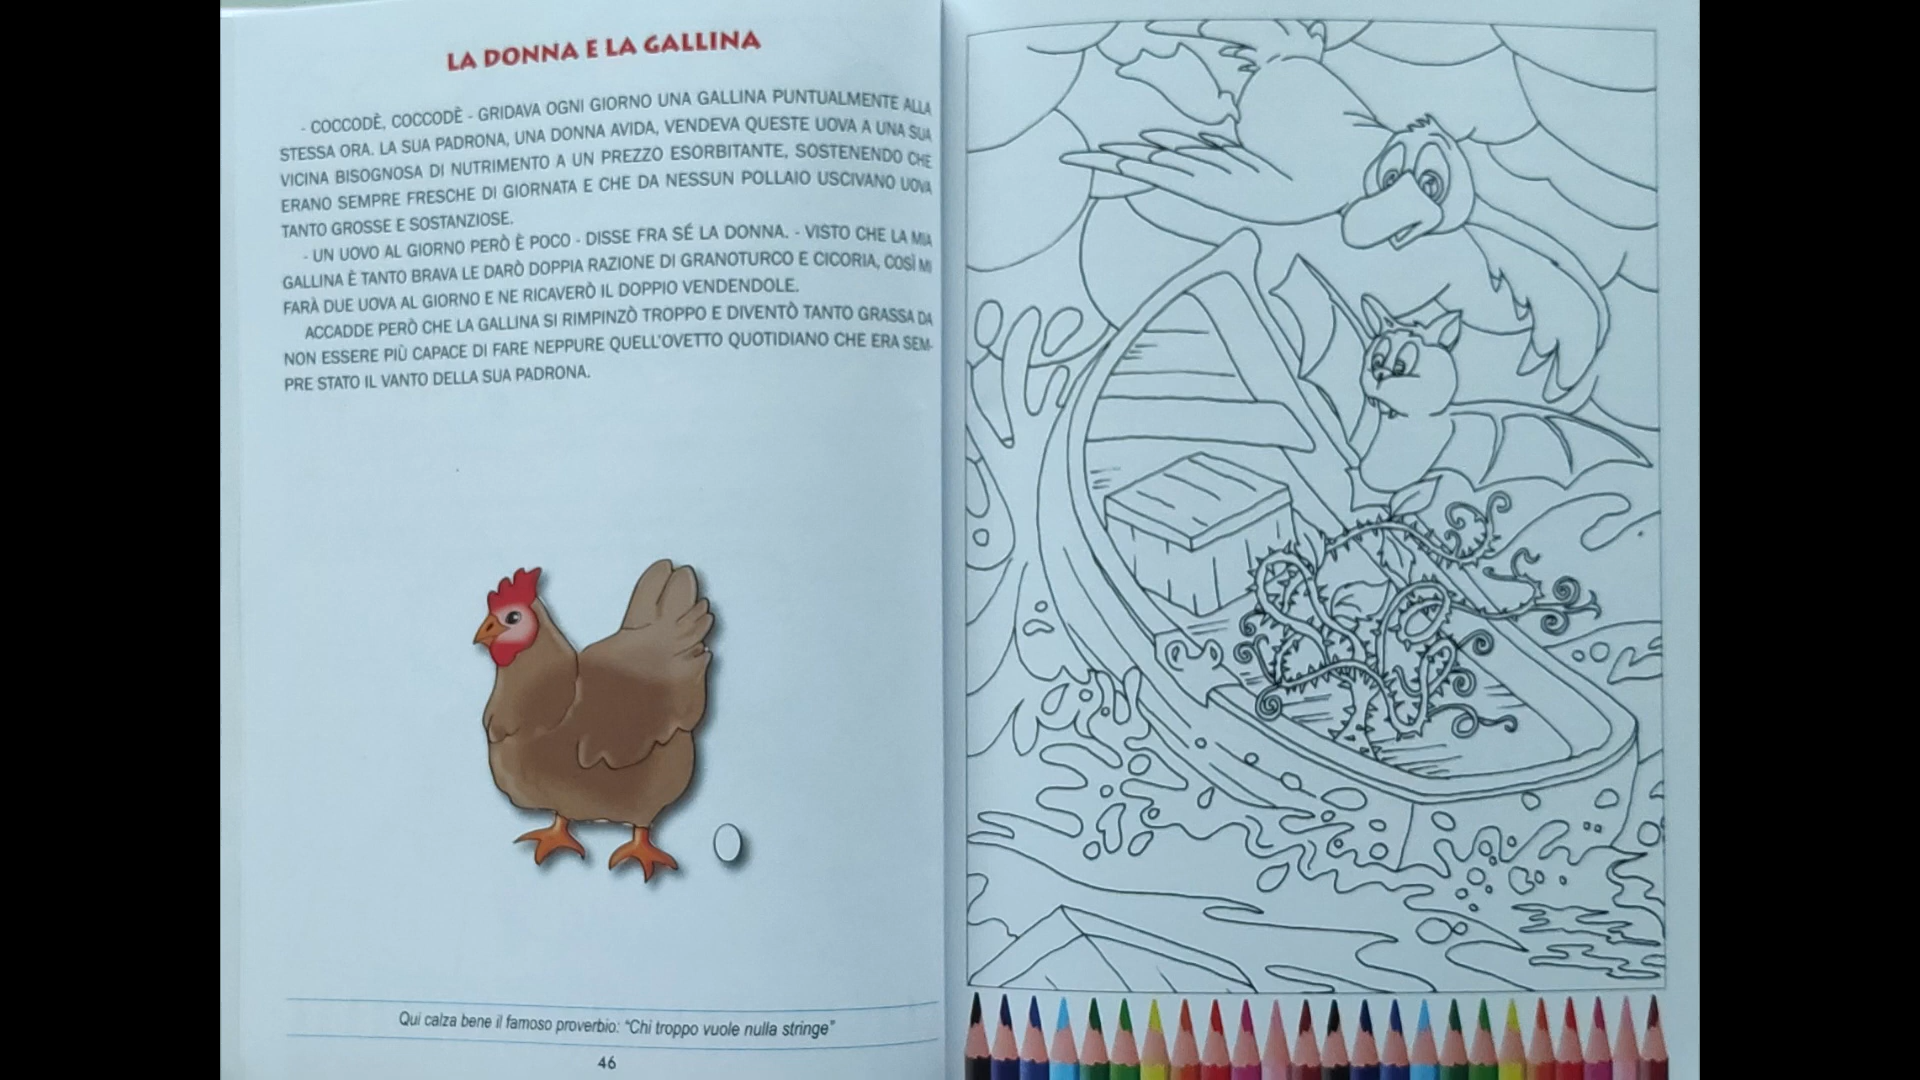 LA DONNA E LA GALLINA
- COCCODÈ, COCCODÈ - GRIDAVA OGNI GIORNO UNA GALLINA PUNTUALMENTE ALLA
STESSA ORA. LA SUA PADRONA, UNA DONNA AVIDA, VENDEVA QUESTE UOVA A UNA SUA
VICINA BISOGNOSA DI NUTRIMENTO A UN PREZZO ESORBITANTE, SOSTENENDO CHE
ERANO SEMPRE FRESCHE DI GIORNATA E CHE DA NESSUN POLLAIO USCIVANO UOVA
TANTO GROSSE E SOSTANZIOSE.
- UN UOVO AL GIORNO PERÒ È POCO - DISSE FRA SÉ LA DONNA. - VISTO CHE LA MIA
GALLINA È TANTO BRAVA LE DARÒ DOPPIA RAZIONE DI GRANOTURCO E CICORIA, COSÌ MI
FARÀ DUE UOVA AL GIORNO E NE RICAVERÒ IL DOPPIO VENDENDOLE.
ACCADDE PERÒ CHE LA GALLINA SI RIMPINZÒ TROPPO E DIVENTÒ TANTO GRASSA DA
NON ESSERE PIÙ CAPACE DI FARE NEPPURE QUELL'OVETTO QUOTIDIANO CHE ERA SEM-
PRE STATO IL VANTO DELLA SUA PADRONA.
Qui calza bene il famoso proverbio: "Chi troppo vuole nulla stringe"
46